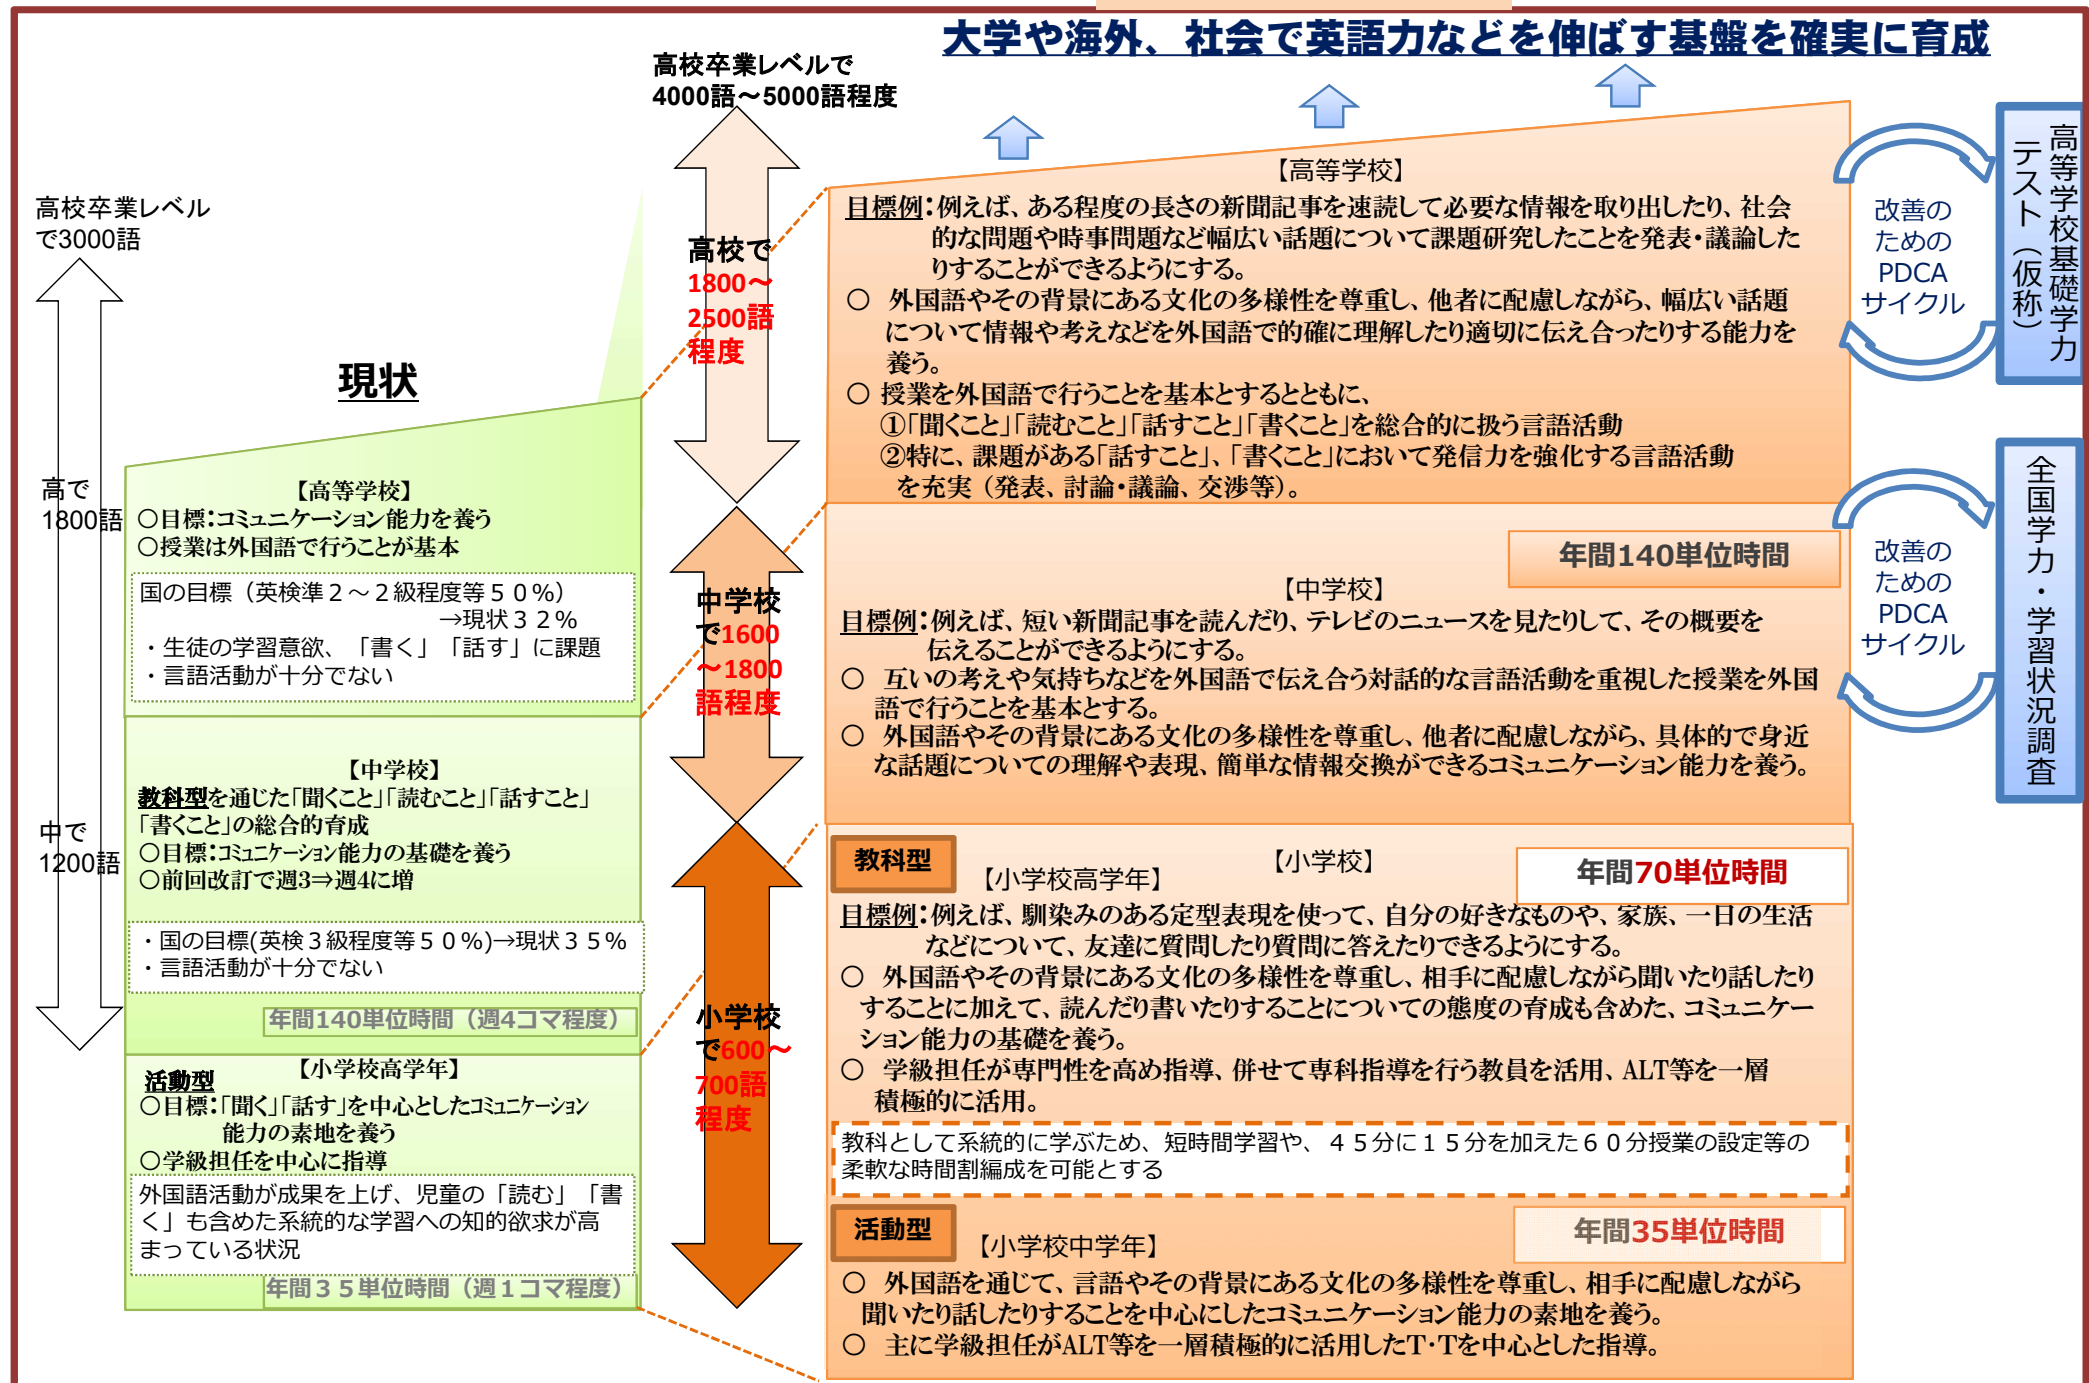 大学や海外、社会で英語力などを伸ばす基盤を確実に育成
高校卒業レベル
で3000語
高で
1800語
中で
1200語
現状
【高等学校】
○目標：コミュニケーション能力を養う
○授業は外国語で行うことが基本
国の目標（英検準２～２級程度等５０％）
→現状３２％
・生徒の学習意欲、「書く」「話す」に課題
・言語活動が十分でない
【中学校】
教科型を通じた「聞くこと」「読むこと」「話すこと」
「書くこと」の総合的育成
○目標：コミュニケーション能力の基礎を養う
○前回改訂で週3⇒週4に増
・国の目標(英検３級程度等５０％)→現状３５％
・言語活動が十分でない
年間140単位時間（週4コマ程度）
【小学校高学年】
活動型
○目標：「聞く」「話す」を中心としたコミュニケーション
能力の素地を養う
○学級担任を中心に指導
外国語活動が成果を上げ、児童の「読む」「書
く」も含めた系統的な学習への知的欲求が高
まっている状況
年間３５単位時間（週１コマ程度）
高校卒業レベルで
4000語～5000語程度
高校で
1800～
2500語
程度
中学校
で1600
～1800
語程度
小学校
で600～
700語
程度
【高等学校】
目標例：例えば、ある程度の長さの新聞記事を速読して必要な情報を取り出したり、社会
的な問題や時事問題など幅広い話題について課題研究したことを発表・議論した
りすることができるようにする。
○ 外国語やその背景にある文化の多様性を尊重し、他者に配慮しながら、幅広い話題
について情報や考えなどを外国語で的確に理解したり適切に伝え合ったりする能力を
養う。
○ 授業を外国語で行うことを基本とするとともに、
①「聞くこと」「読むこと」「話すこと」「書くこと」を総合的に扱う言語活動
②特に、課題がある「話すこと」、「書くこと」において発信力を強化する言語活動
を充実（発表、討論・議論、交渉等）。
年間140単位時間
【中学校】
目標例：例えば、短い新聞記事を読んだり、テレビのニュースを見たりして、その概要を
伝えることができるようにする。
○ 互いの考えや気持ちなどを外国語で伝え合う対話的な言語活動を重視した授業を外国
語で行うことを基本とする。
○ 外国語やその背景にある文化の多様性を尊重し、他者に配慮しながら、具体的で身近
な話題についての理解や表現、簡単な情報交換ができるコミュニケーション能力を養う。
教科型
【小学校】
【小学校高学年】
年間70単位時間
目標例：例えば、馴染みのある定型表現を使って、自分の好きなものや、家族、一日の生活
などについて、友達に質問したり質問に答えたりできるようにする。
○ 外国語やその背景にある文化の多様性を尊重し、相手に配慮しながら聞いたり話したり
することに加えて、読んだり書いたりすることについての態度の育成も含めた、コミュニケー
ション能力の基礎を養う。
○ 学級担任が専門性を高め指導、併せて専科指導を行う教員を活用、ALT等を一層
積極的に活用。
教科として系統的に学ぶため、短時間学習や、４５分に１５分を加えた６０分授業の設定等の
柔軟な時間割編成を可能とする
活動型
【小学校中学年】
年間35単位時間
○ 外国語を通じて、言語やその背景にある文化の多様性を尊重し、相手に配慮しながら
聞いたり話したりすることを中心にしたコミュニケーション能力の素地を養う。
○ 主に学級担任がALT等を一層積極的に活用したT・Tを中心とした指導。
改善の
ための
PDCA
サイクル
高等学校基礎学力
テスト（仮称）
改善の
ための
PDCA
サイクル
全国学力・学習状況調査